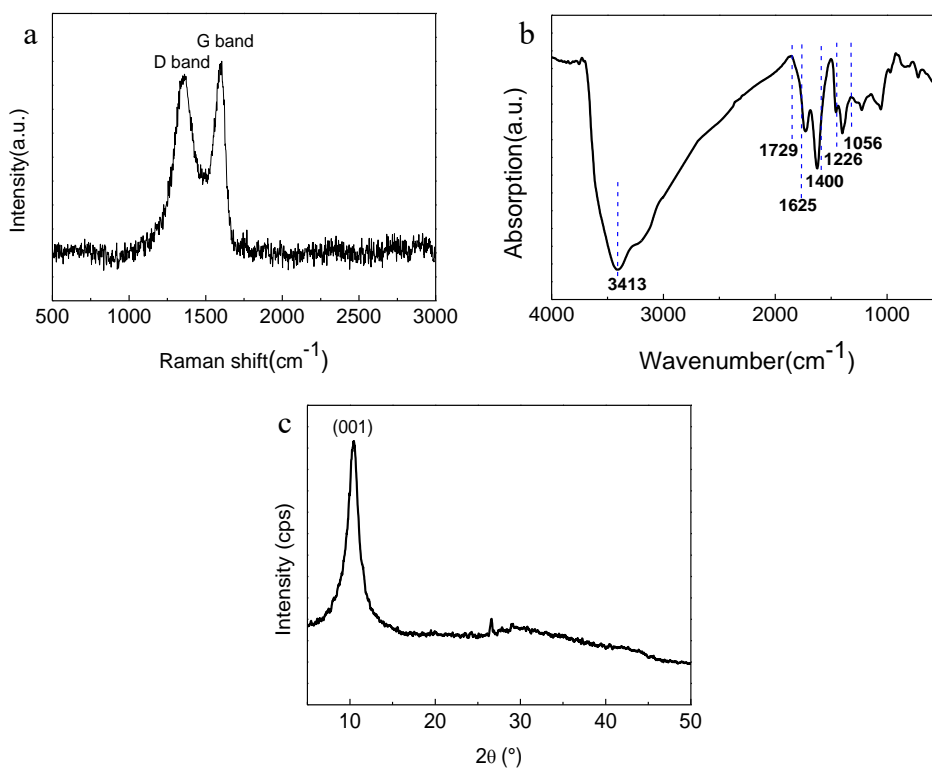 a
G band
D band
Intensity(a.u.)
500 1000 1500 2000 2500 3000
Raman shift(cm-1)
b
Absorption(a.u.)
1729
1056
1226
1400
1625
3413
4000 3000 2000 1000
Wavenumber(cm-1)
c
(001)
Intensity (cps)
10 20 30 40 50
2θ (°)